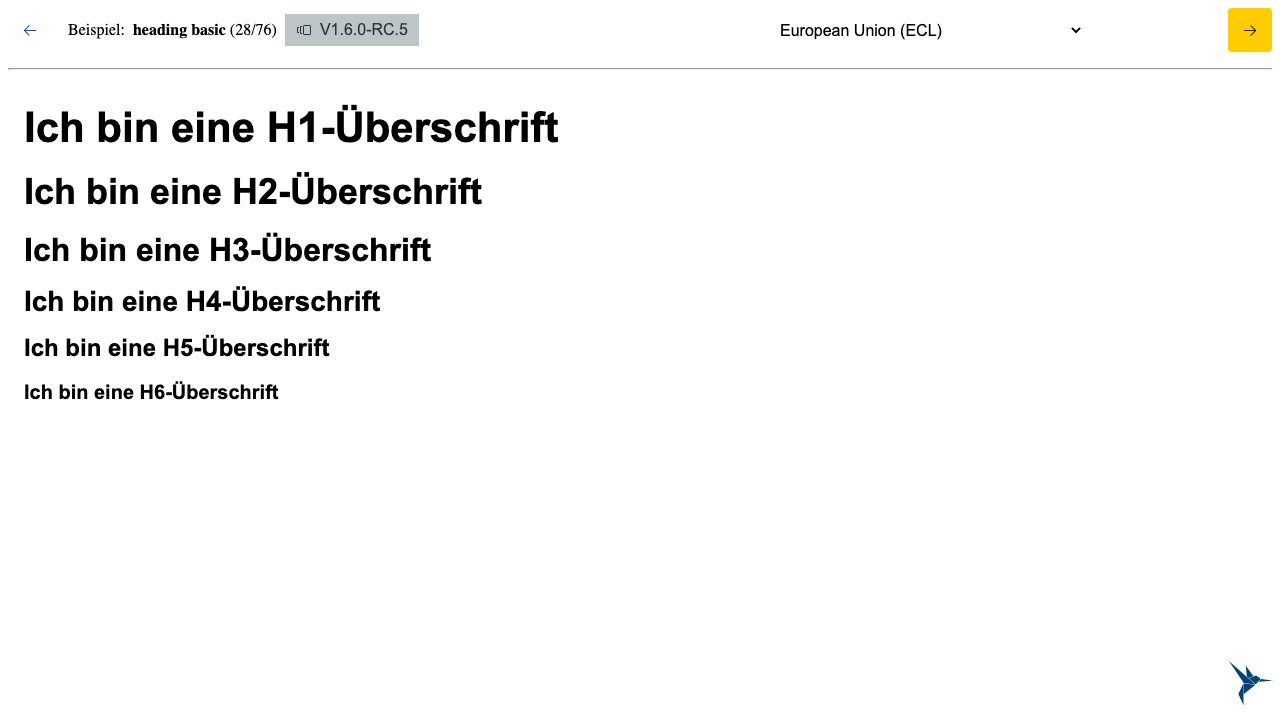 Beispiel: heading basic (28/76) V1.6.0-RC.5 European Union (ECL)
Ich bin eine H1-Überschrift
Ich bin eine H2-Überschrift
Ich bin eine H3-Überschrift
Ich bin eine H4-Überschrift
Ich bin eine H5-Überschrift
Ich bin eine H6-Überschrift